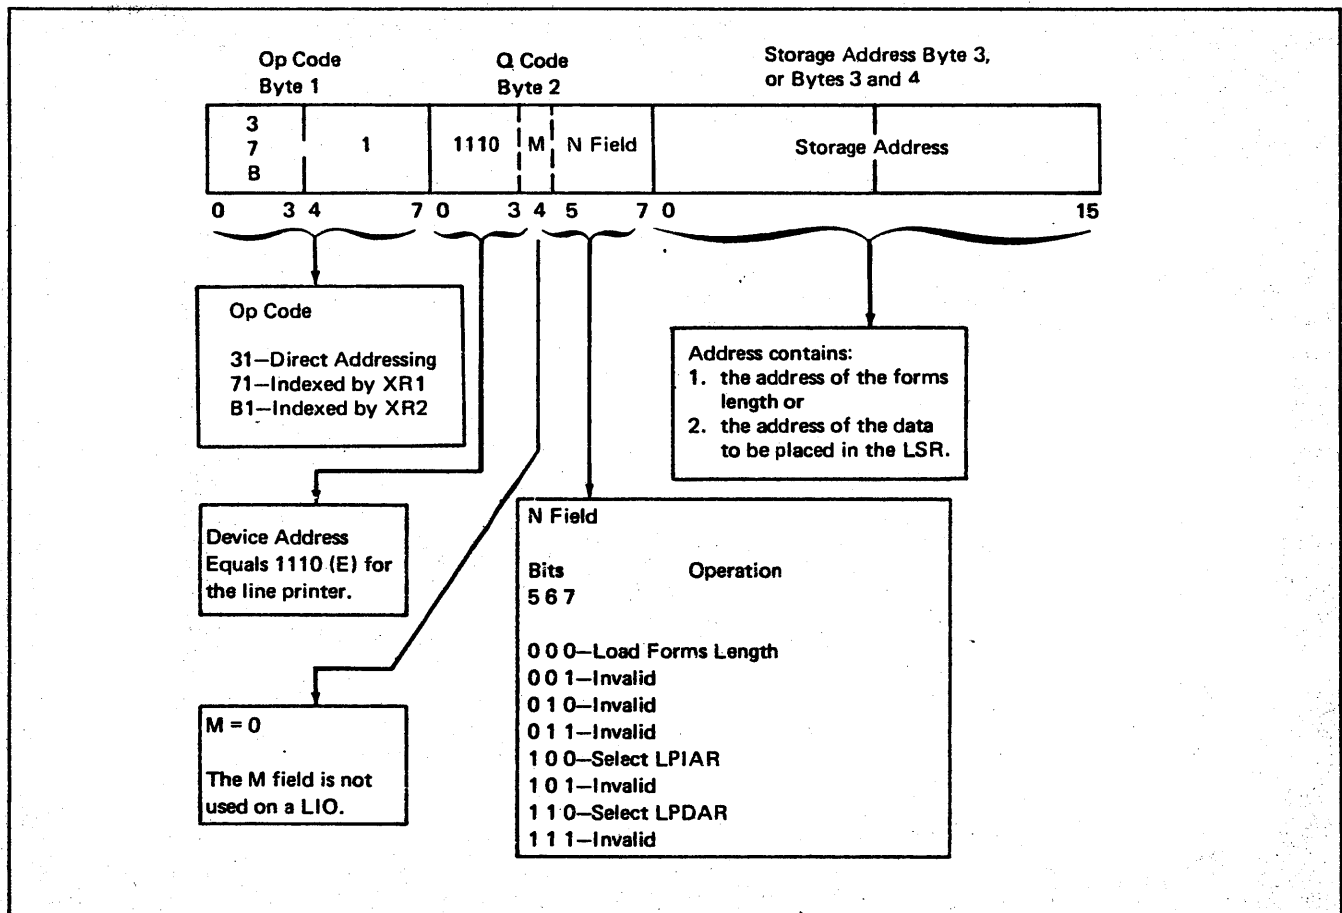 Op Code
Byte 1
Q Code
Byte 2
Storage Address Byte 3,
or Bytes 3 and 4
3
7
B
1
1110
M
N Field
Storage Address
0 3 4 7 0 3 4 5 7 0 15
Op Code
31—Direct Addressing
71—Indexed by XR1
B1—Indexed by XR2
Address contains:
1. the address of the forms
length or
2. the address of the data
to be placed in the LSR.
Device Address
Equals 1110 (E) for
the line printer.
N Field
Bits Operation
5 6 7
0 0 0—Load Forms Length
0 0 1—Invalid
0 1 0—Invalid
0 1 1—Invalid
1 0 0—Select LPIAR
1 0 1—Invalid
1 1 0—Select LPDAR
1 1 1—Invalid
M = 0
The M field is not
used on a LIO.